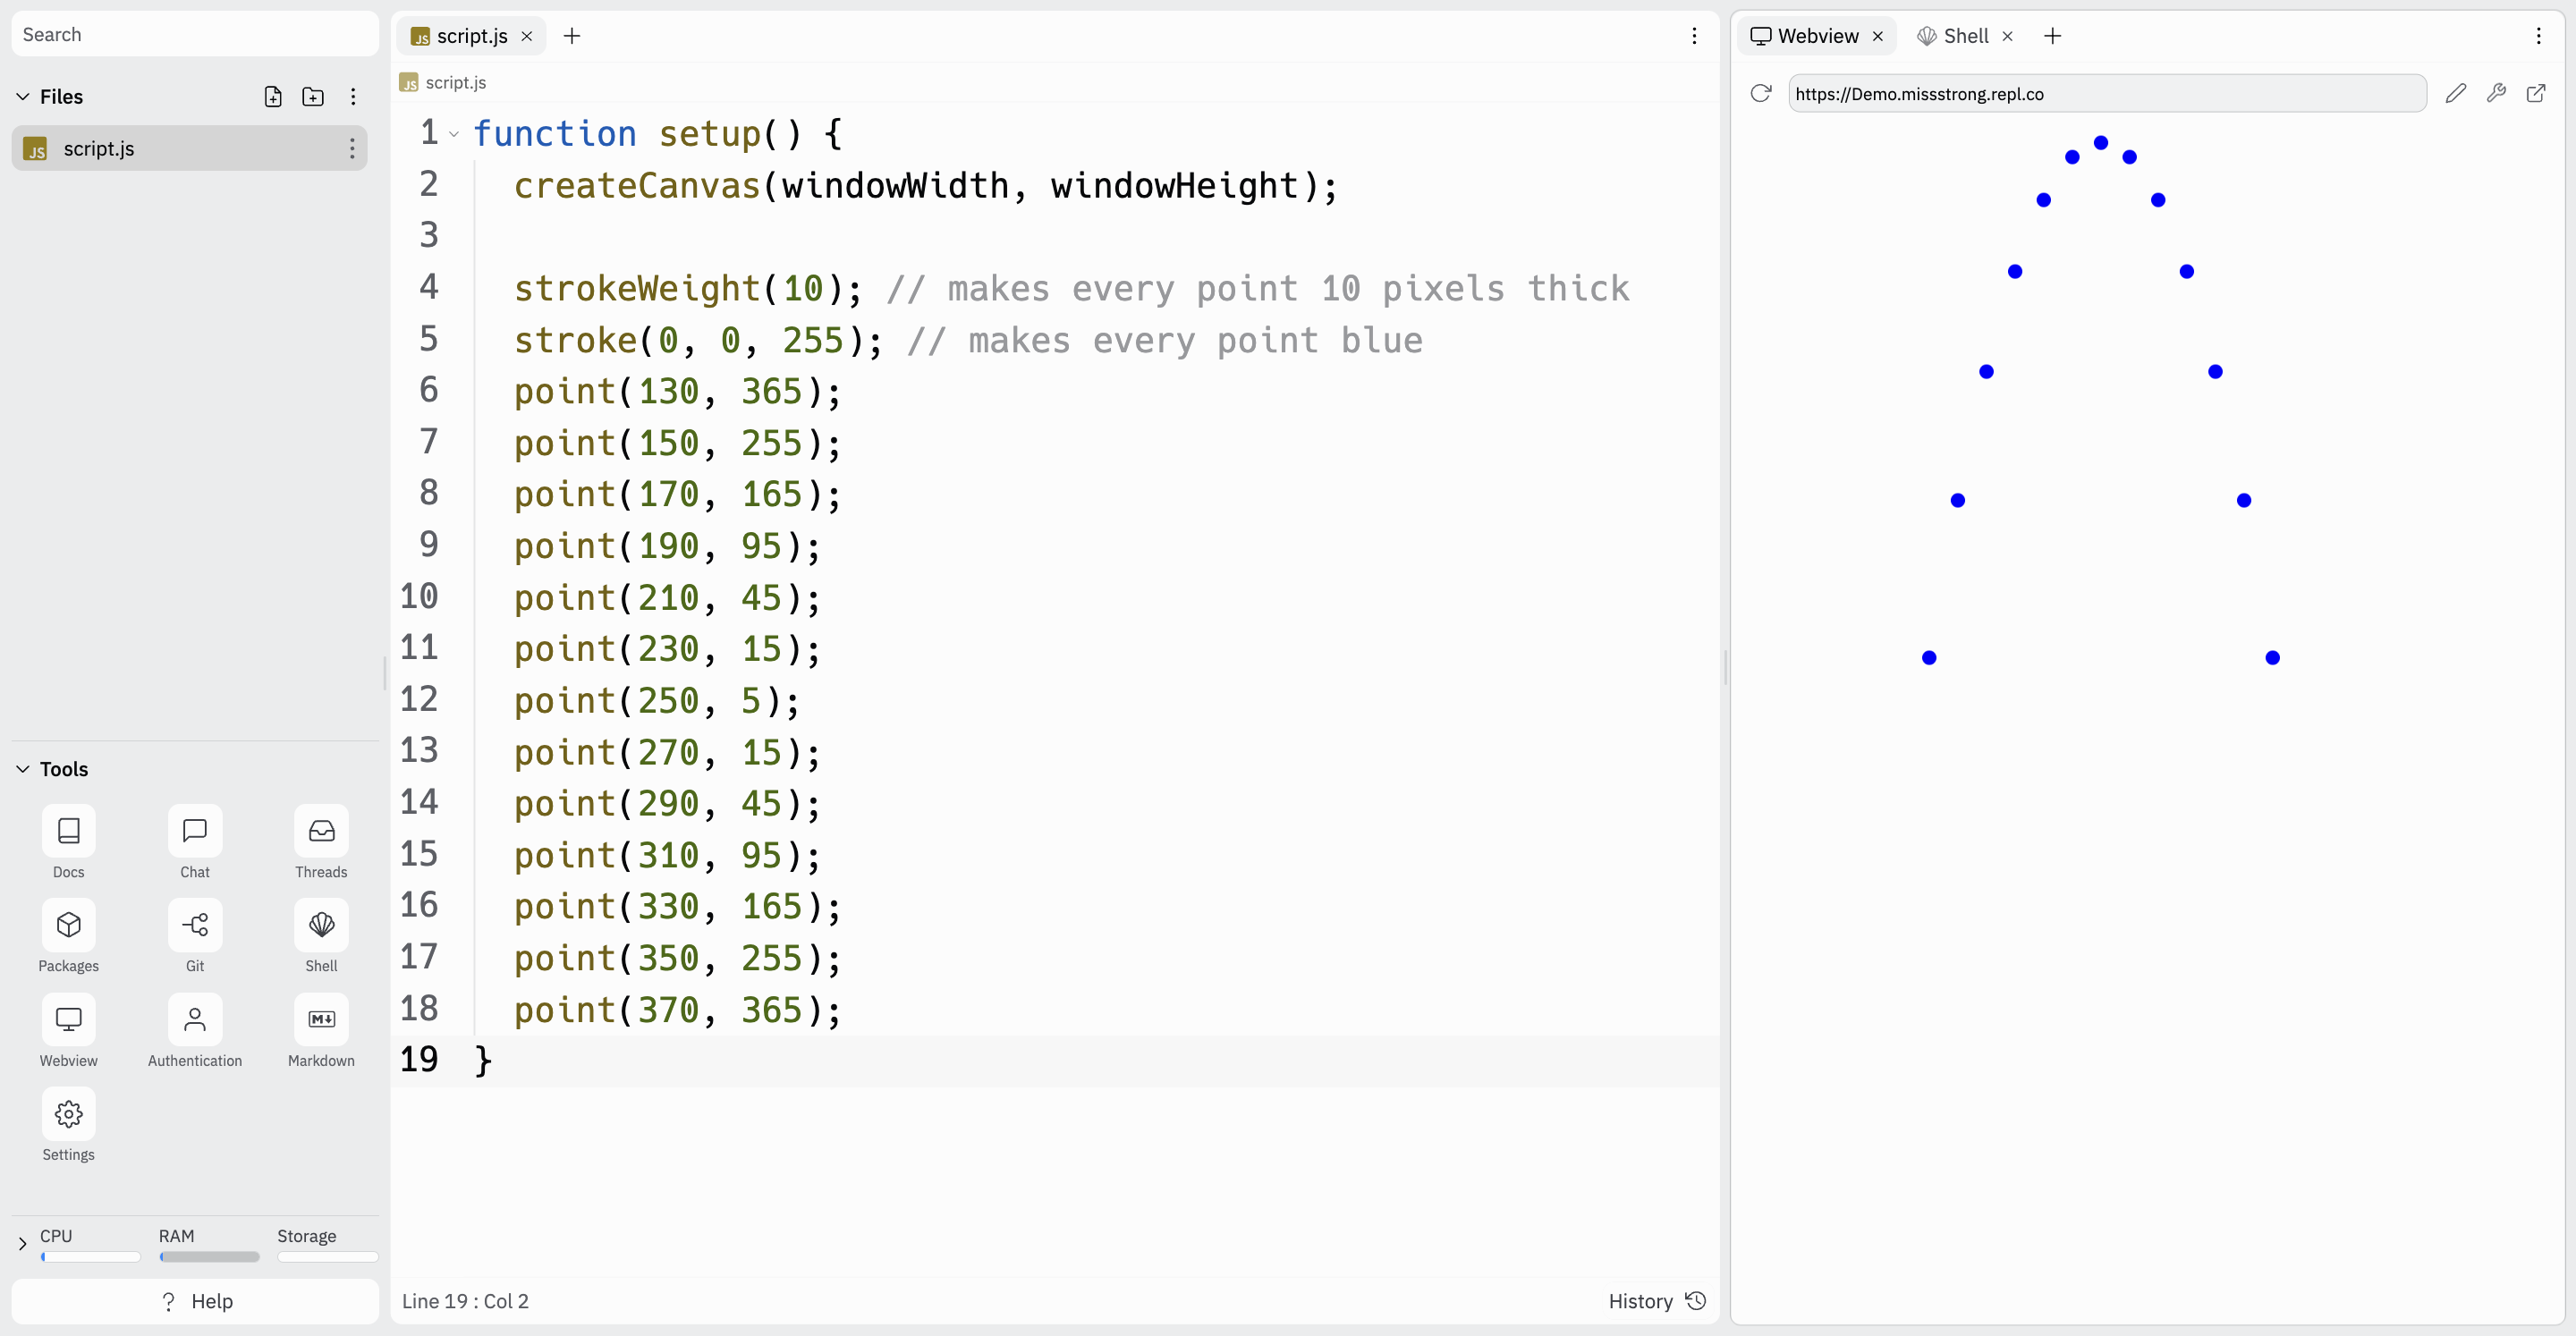 Search
Files
script.js
Tools
Docs Chat Threads
Packages Git Shell
Webview Authentication Markdown
Settings
CPU RAM Storage
? Help
JS script.js × +
JS script.js
1 function setup() {
2 createCanvas(windowWidth, windowHeight);
3
4 strokeWeight(10); // makes every point 10 pixels thick
5 stroke(0, 0, 255); // makes every point blue
6 point(130, 365);
7 point(150, 255);
8 point(170, 165);
9 point(190, 95);
10 point(210, 45);
11 point(230, 15);
12 point(250, 5);
13 point(270, 15);
14 point(290, 45);
15 point(310, 95);
16 point(330, 165);
17 point(350, 255);
18 point(370, 365);
19 }
Line 19 : Col 2
History
Webview × Shell × +
https://Demo.missstrong.repl.co